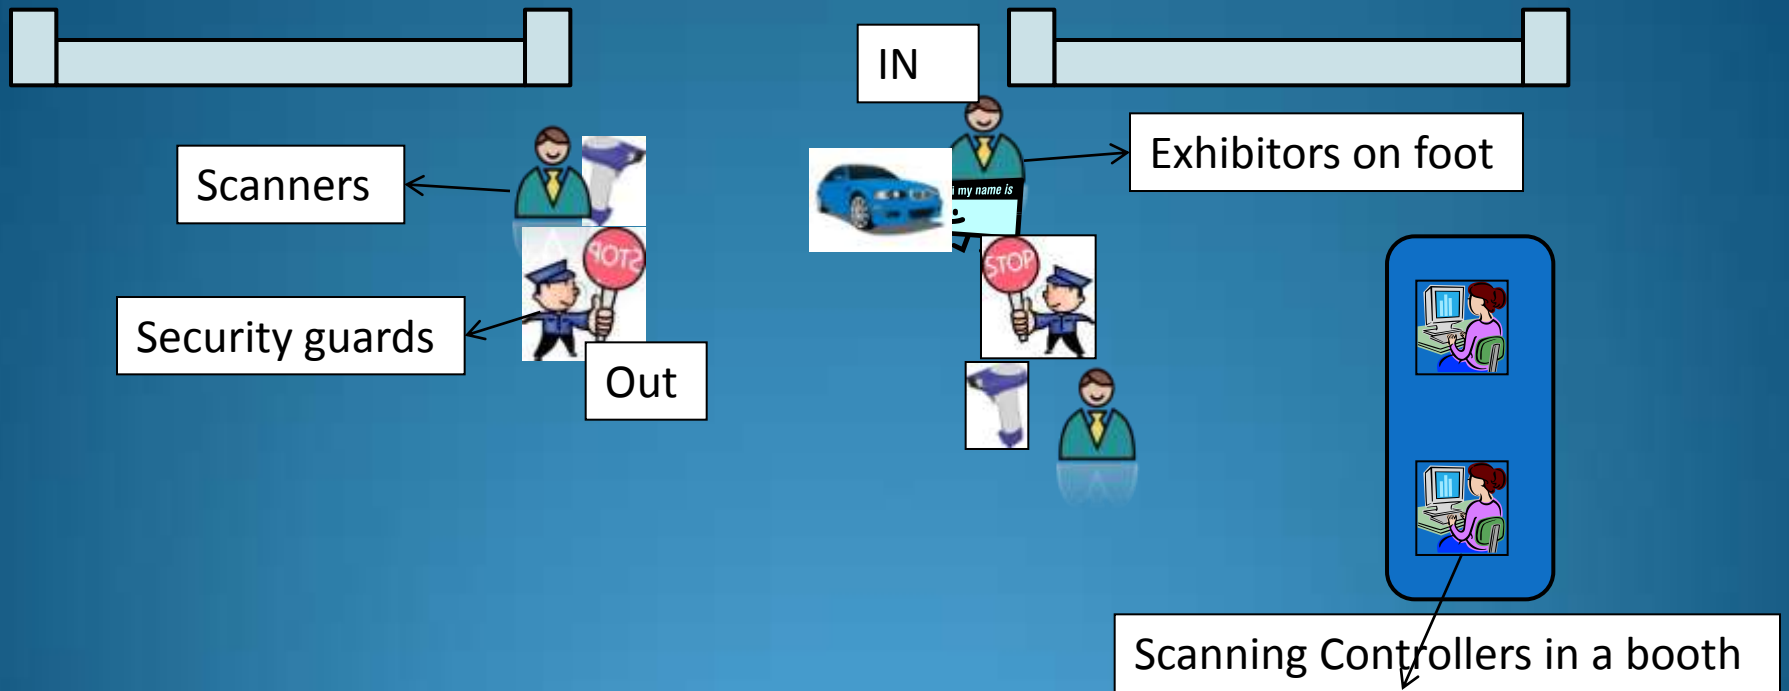 IN
Exhibitors on foot
Scanners
i my name is
STOP
STOP
Security guards
Out
Scanning Controllers in a booth